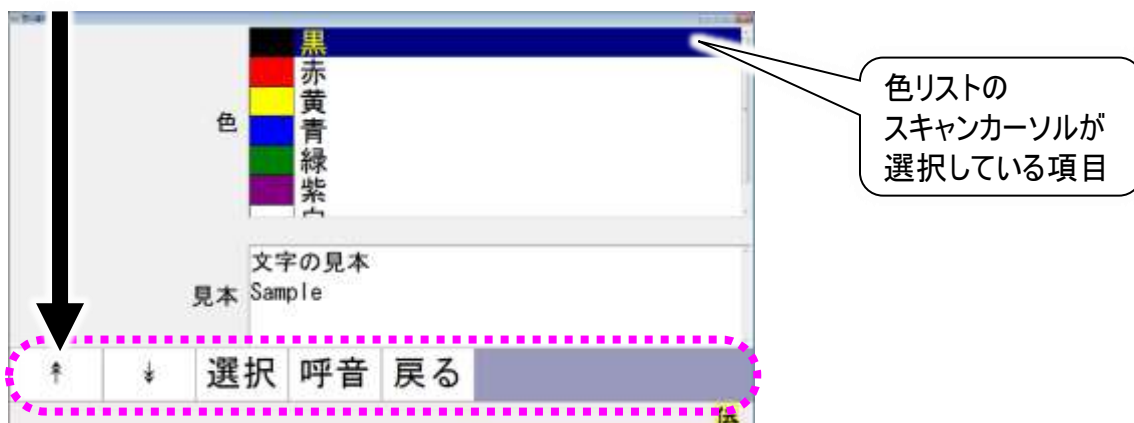 黒
赤
黄
青
緑
紫
色
色リストの
スキャンカーソルが
選択している項目
文字の見本
Sample
見本
↟ ↡ 選択 呼音 戻る